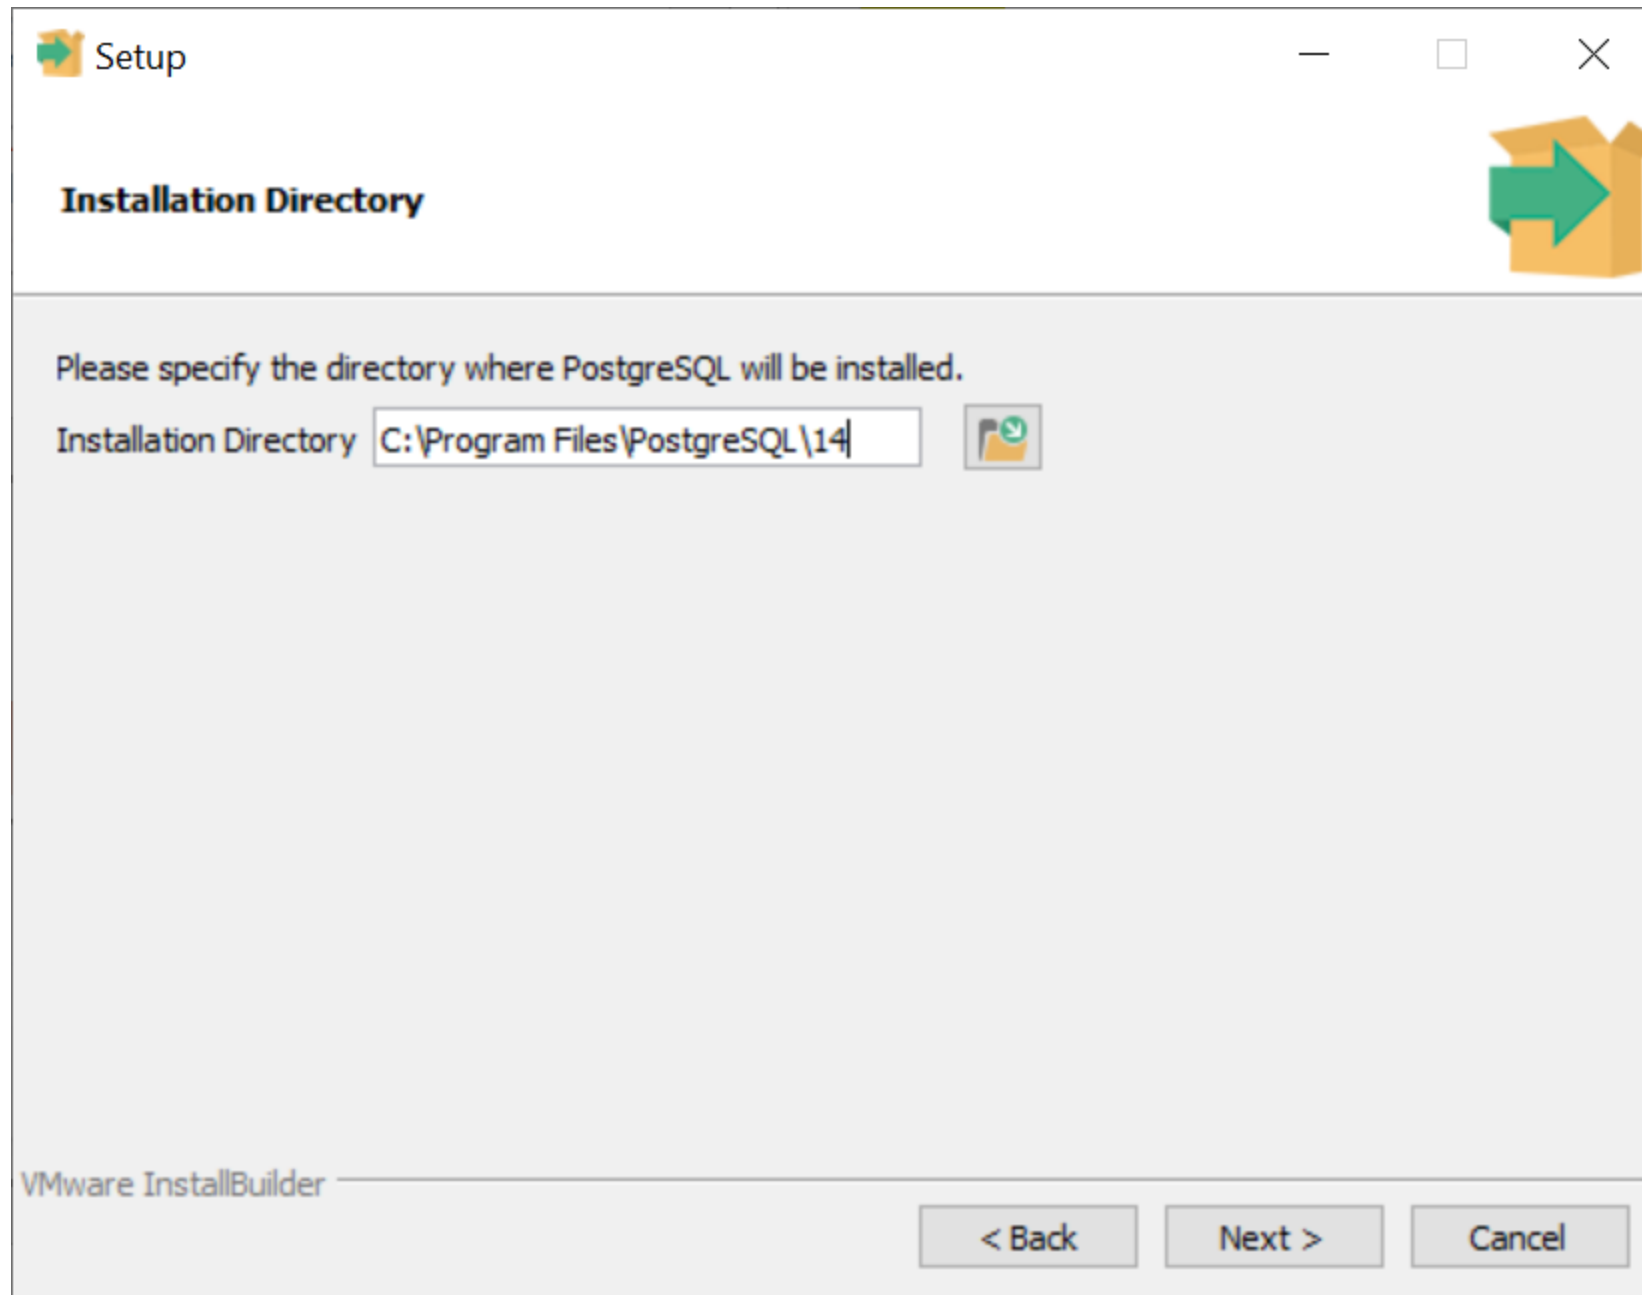 Setup
Installation Directory
Please specify the directory where PostgreSQL will be installed.
Installation Directory C:\Program Files\PostgreSQL\14
VMware InstallBuilder
< Back Next > Cancel